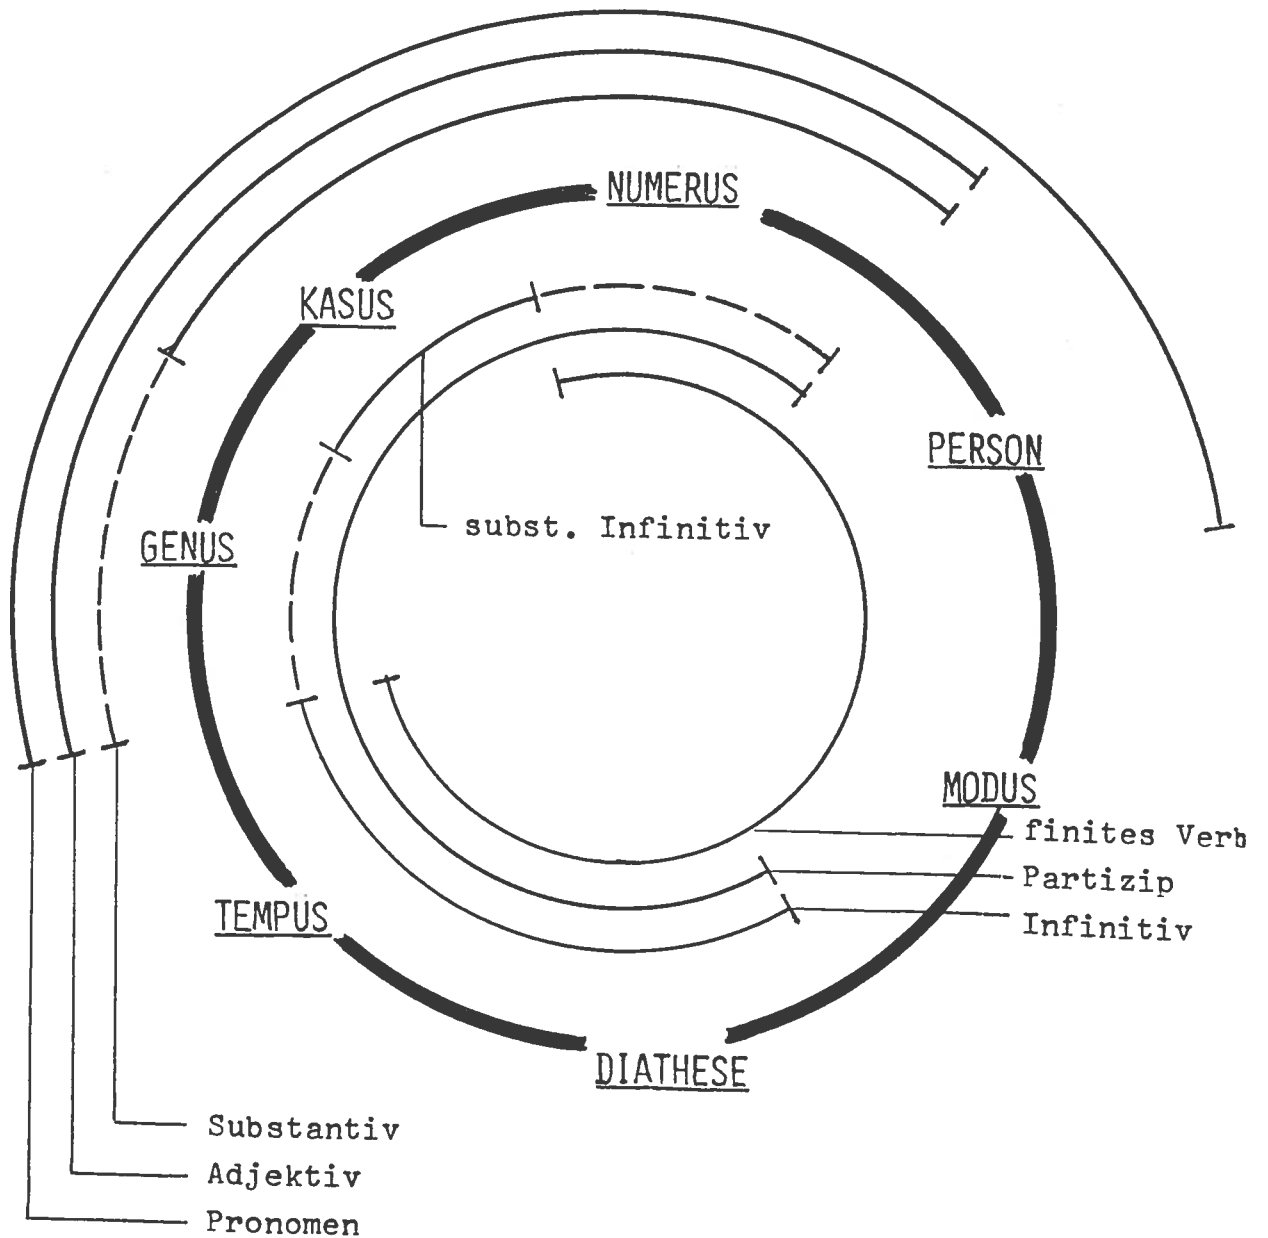 NUMERUS
KASUS
PERSON
subst. Infinitiv
GENUS
MODUS
finites Verb
Partizip
TEMPUS
Infinitiv
DIATHESE
Substantiv
Adjektiv
Pronomen